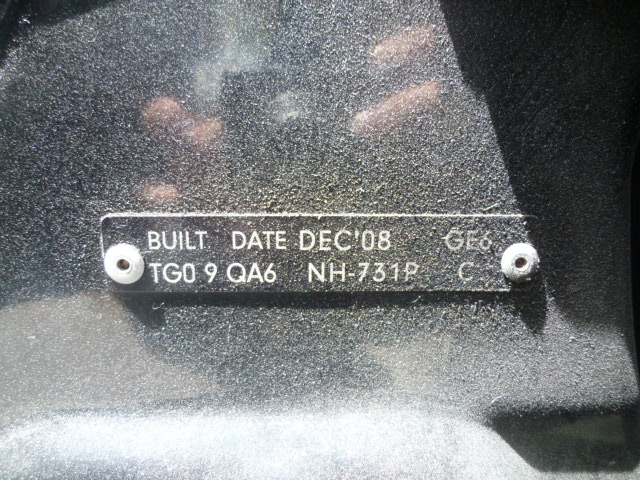 BUILT DATE DEC'08 GE6
TG0 9 QA6 NH-731P C